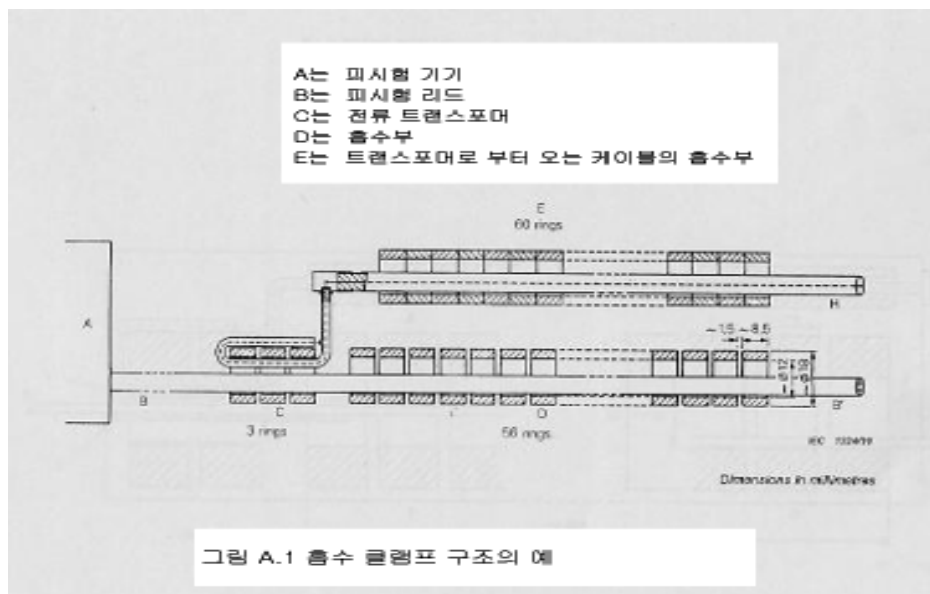 A는 피시험 기기
B는 피시험 리드
C는 전류 트랜스포머
D는 흡수부
E는 트랜스포머로 부터 오는 케이블의 흡수부
E
60 rings
A
R
~1,5 ~8,5
Ø12
Ø18
B
C
D
B'
3 rings
56 rings
IEC
Dimensions in millimetres
그림 A.1 흡수 클램프 구조의 예